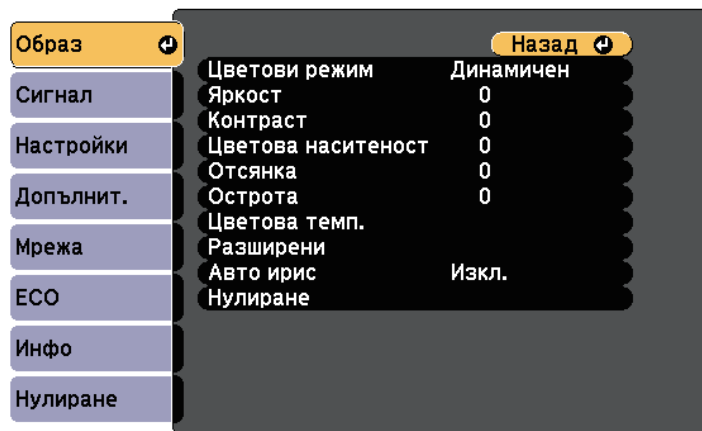 Образ
Сигнал
Настройки
Допълнит.
Мрежа
ECO
Инфо
Нулиране
Назад
Цветови режим Динамичен
Яркост 0
Контраст 0
Цветова наситеност 0
Отсянка 0
Острота 0
Цветова темп.
Разширени
Авто ирис Изкл.
Нулиране